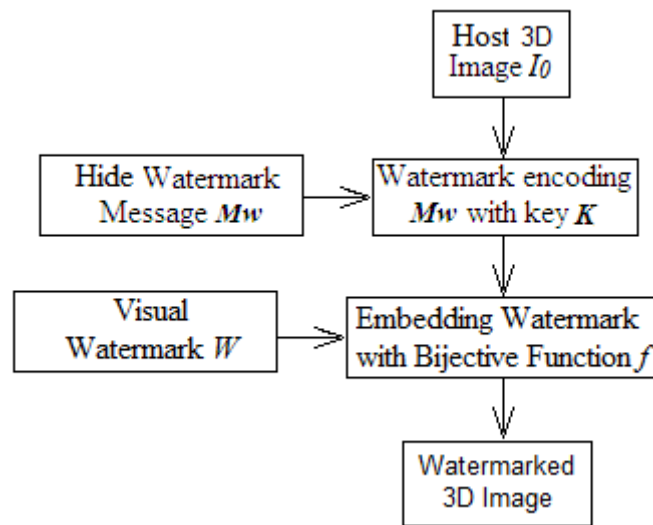 Host 3D
Image I0
Hide Watermark
Message Mw
Watermark encoding
Mw with key K
Visual
Watermark W
Embedding Watermark
with Bijective Function f
Watermarked
3D Image